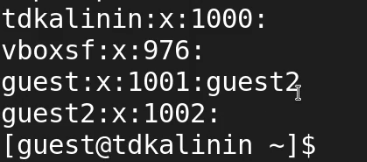 tdkalinin:x:1000:
vboxsf:x:976:
guest:x:1001:guest2
guest2:x:1002:
[guest@tdkalinin ~]$